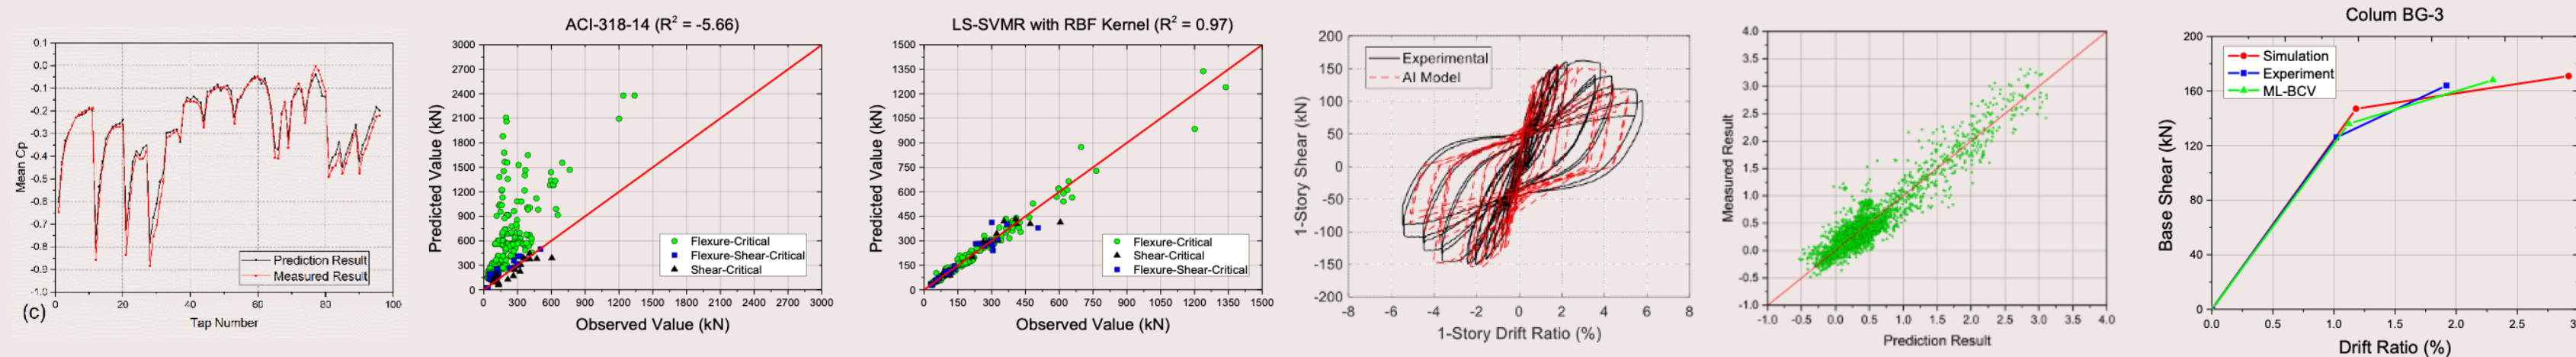 0.1
0.0
-0.1
-0.2
-0.3
-0.4
-0.5
-0.6
-0.7
-0.8
-0.9
-1.0
Mean Cp
0 20 40 60 80 100
Tap Number
(c)
Prediction Result
Measured Result
ACI-318-14 (R² = -5.66)
3000
2700
2400
2100
1800
1500
1200
900
600
300
0
Predicted Value (kN)
0 300 600 900 1200 1500 1800 2100 2400 2700 3000
Observed Value (kN)
Flexure-Critical
Flexure-Shear-Critical
Shear-Critical
LS-SVMR with RBF Kernel (R² = 0.97)
1500
1350
1200
1050
900
750
600
450
300
150
0
Predicted Value (kN)
0 150 300 450 600 750 900 1050 1200 1350 1500
Observed Value (kN)
Flexure-Critical
Shear-Critical
Flexure-Shear-Critical
200
150
100
50
0
-50
-100
-150
-200
1-Story Shear (kN)
-8 -6 -4 -2 0 2 4 6 8
1-Story Drift Ratio (%)
Experimental
AI Model
4.0
3.5
3.0
2.5
2.0
1.5
1.0
0.5
0.0
-0.5
-1.0
Measured Result
-1.0 -0.5 0.0 0.5 1.0 1.5 2.0 2.5 3.0 3.5 4.0
Prediction Result
Colum BG-3
200
160
120
80
40
0
Base Shear (kN)
0.0 0.5 1.0 1.5 2.0 2.5
Drift Ratio (%)
Simulation
Experiment
ML-BCV